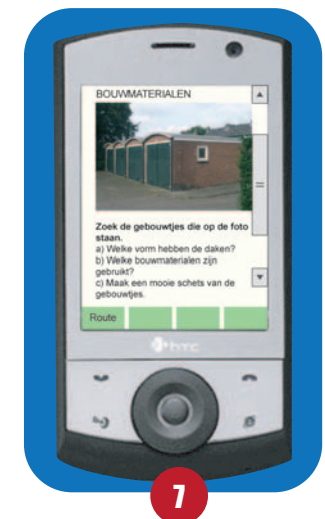 BOUWMATERIALEN
Zoek de gebouwtjes die op de foto
staan.
a) Welke vorm hebben de daken?
b) Welke bouwmaterialen zijn
gebruikt?
c) Maak een mooie schets van de
gebouwtjes.
Route
htc
7